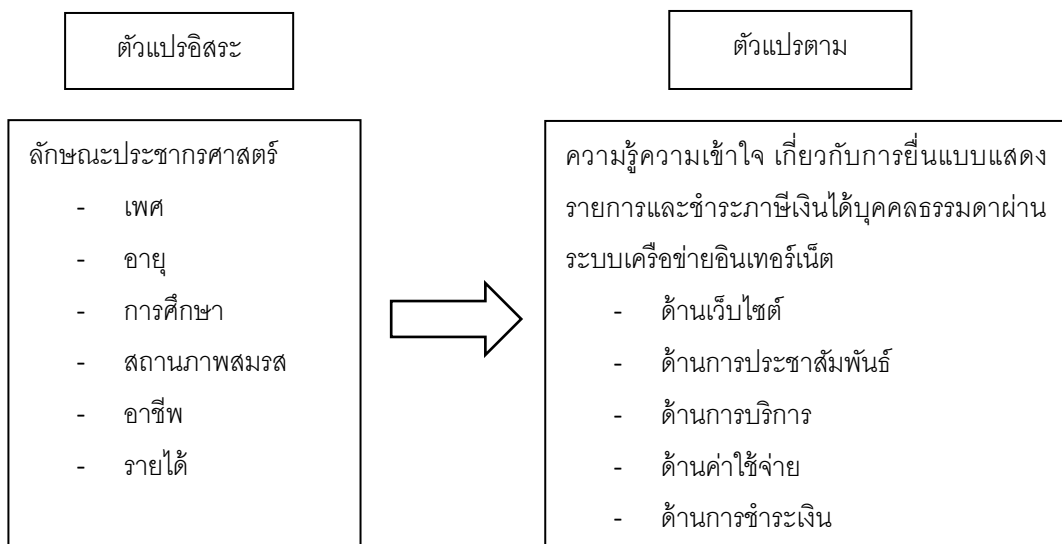 ตัวแปรอิสระ
ตัวแปรตาม
ลักษณะประชากรศาสตร์
- เพศ
- อายุ
- การศึกษา
- สถานภาพสมรส
- อาชีพ
- รายได้
ความรู้ความเข้าใจ เกี่ยวกับการยื่นแบบแสดง
รายการและชำระภาษีเงินได้บุคคลธรรมดาผ่าน
ระบบเครือข่ายอินเทอร์เน็ต
- ด้านเว็บไซต์
- ด้านการประชาสัมพันธ์
- ด้านการบริการ
- ด้านค่าใช้จ่าย
- ด้านการชำระเงิน